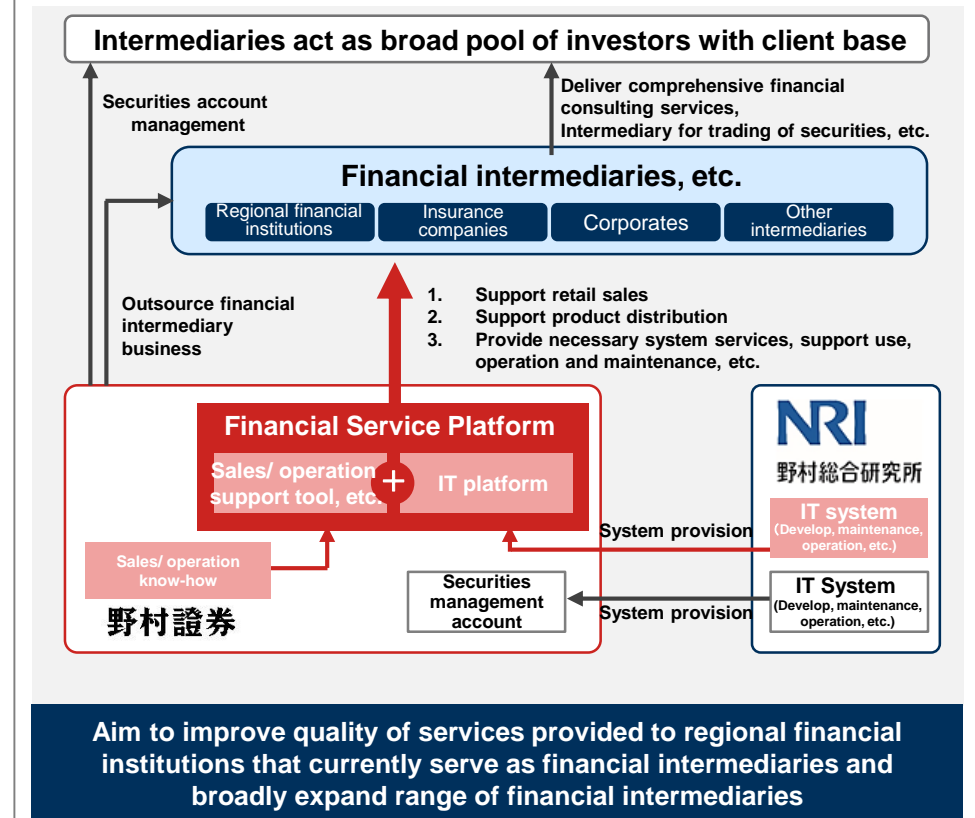 Intermediaries act as broad pool of investors with client base
Securities account
management
Deliver comprehensive financial
consulting services,
Intermediary for trading of securities, etc.
Financial intermediaries, etc.
Regional financial
institutions
Insurance
companies
Corporates
Other
intermediaries
Outsource financial
intermediary
business
1. Support retail sales
2. Support product distribution
3. Provide necessary system services, support use,
operation and maintenance, etc.
Financial Service Platform
Sales/ operation
support tool, etc.
+
IT platform
NRI
野村総合研究所
System provision
IT system
(Develop, maintenance,
operation, etc.)
Sales/ operation
know-how
野村證券
Securities
management
account
System provision
IT System
(Develop, maintenance,
operation, etc.)
Aim to improve quality of services provided to regional financial
institutions that currently serve as financial intermediaries and
broadly expand range of financial intermediaries